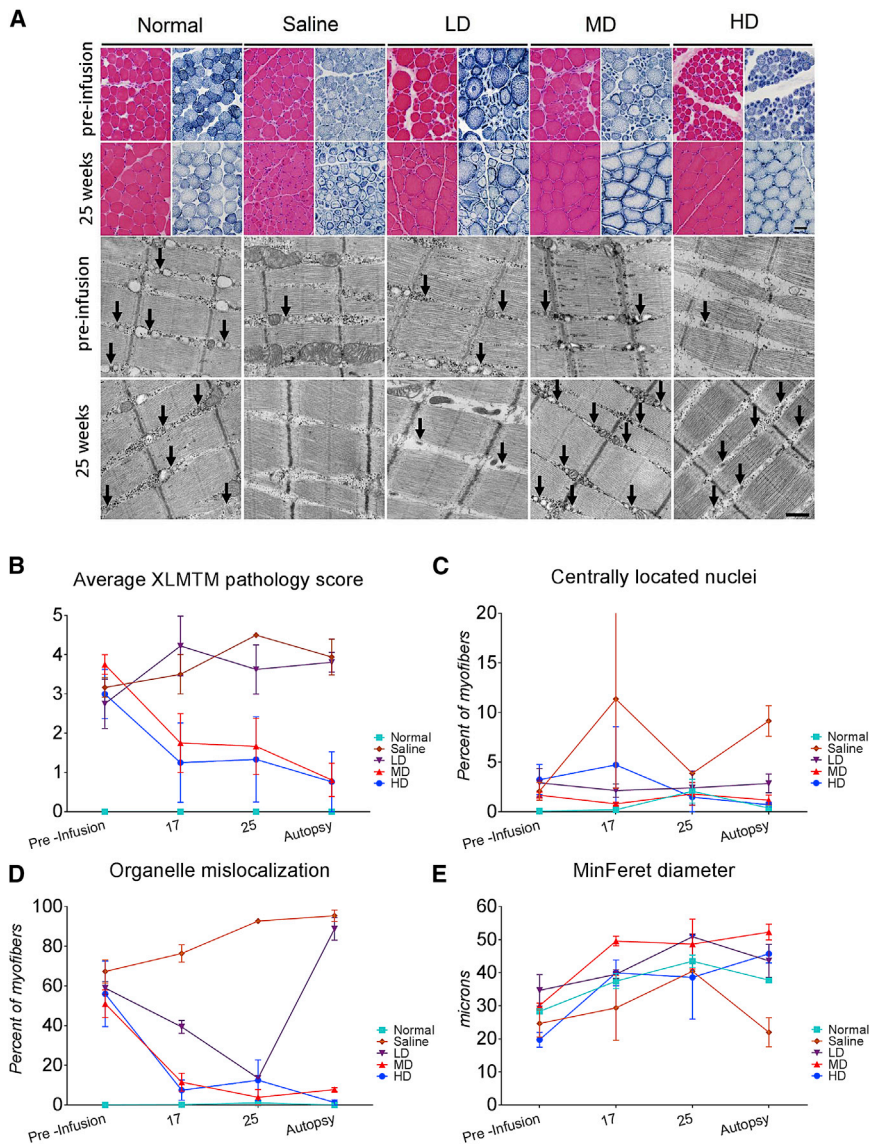 A
Normal Saline LD MD HD
pre-infusion
25 weeks
pre-infusion
25 weeks
B
Average XLMTM pathology score
5
4
3
2
1
0
Pre -Infusion 17 25 Autopsy
Normal
Saline
LD
MD
HD
C
Centrally located nuclei
Percent of myofibers
20
15
10
5
0
Pre -Infusion 17 25 Autopsy
Normal
Saline
LD
MD
HD
D
Organelle mislocalization
Percent of myofibers
100
80
60
40
20
0
Pre -Infusion 17 25 Autopsy
Normal
Saline
LD
MD
HD
E
MinFeret diameter
microns
60
50
40
30
20
10
0
Pre -Infusion 17 25 Autopsy
Normal
Saline
LD
MD
HD